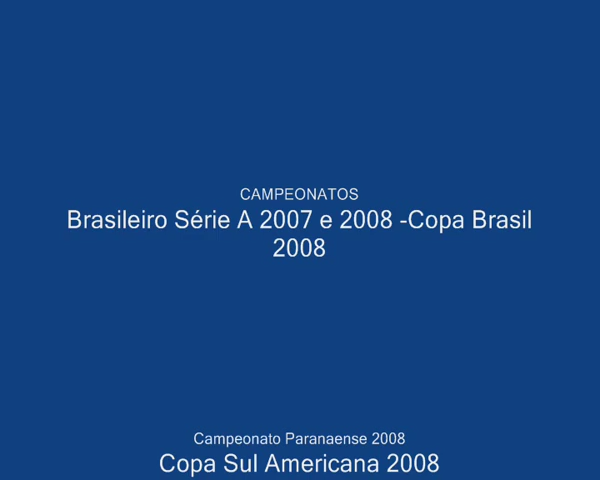 CAMPEONATOS
Brasileiro Série A 2007 e 2008 -Copa Brasil
2008
Campeonato Paranaense 2008
Copa Sul Americana 2008